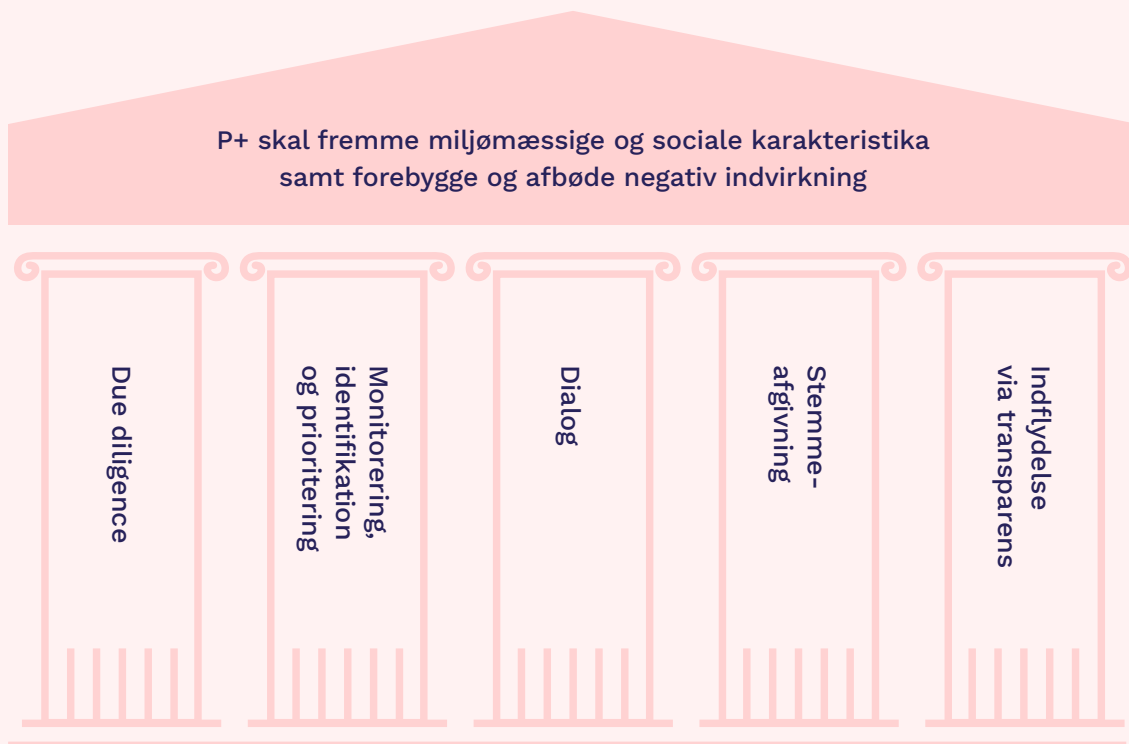 P+ skal fremme miljømæssige og sociale karakteristika
samt forebygge og afbøde negativ indvirkning
Due diligence
Monitorering,
identifikation
og prioritering
Dialog
Stemme-
afgivning
Indflydelse
via transparens